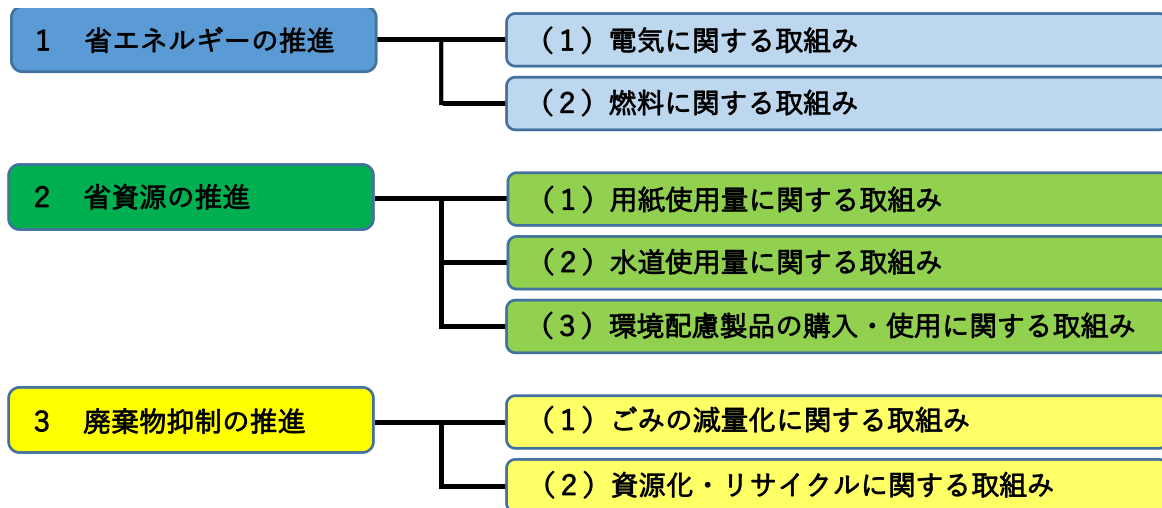 1　省エネルギーの推進
（1）電気に関する取組み
（2）燃料に関する取組み
2　省資源の推進
（1）用紙使用量に関する取組み
（2）水道使用量に関する取組み
（3）環境配慮製品の購入・使用に関する取組み
3　廃棄物抑制の推進
（1）ごみの減量化に関する取組み
（2）資源化・リサイクルに関する取組み